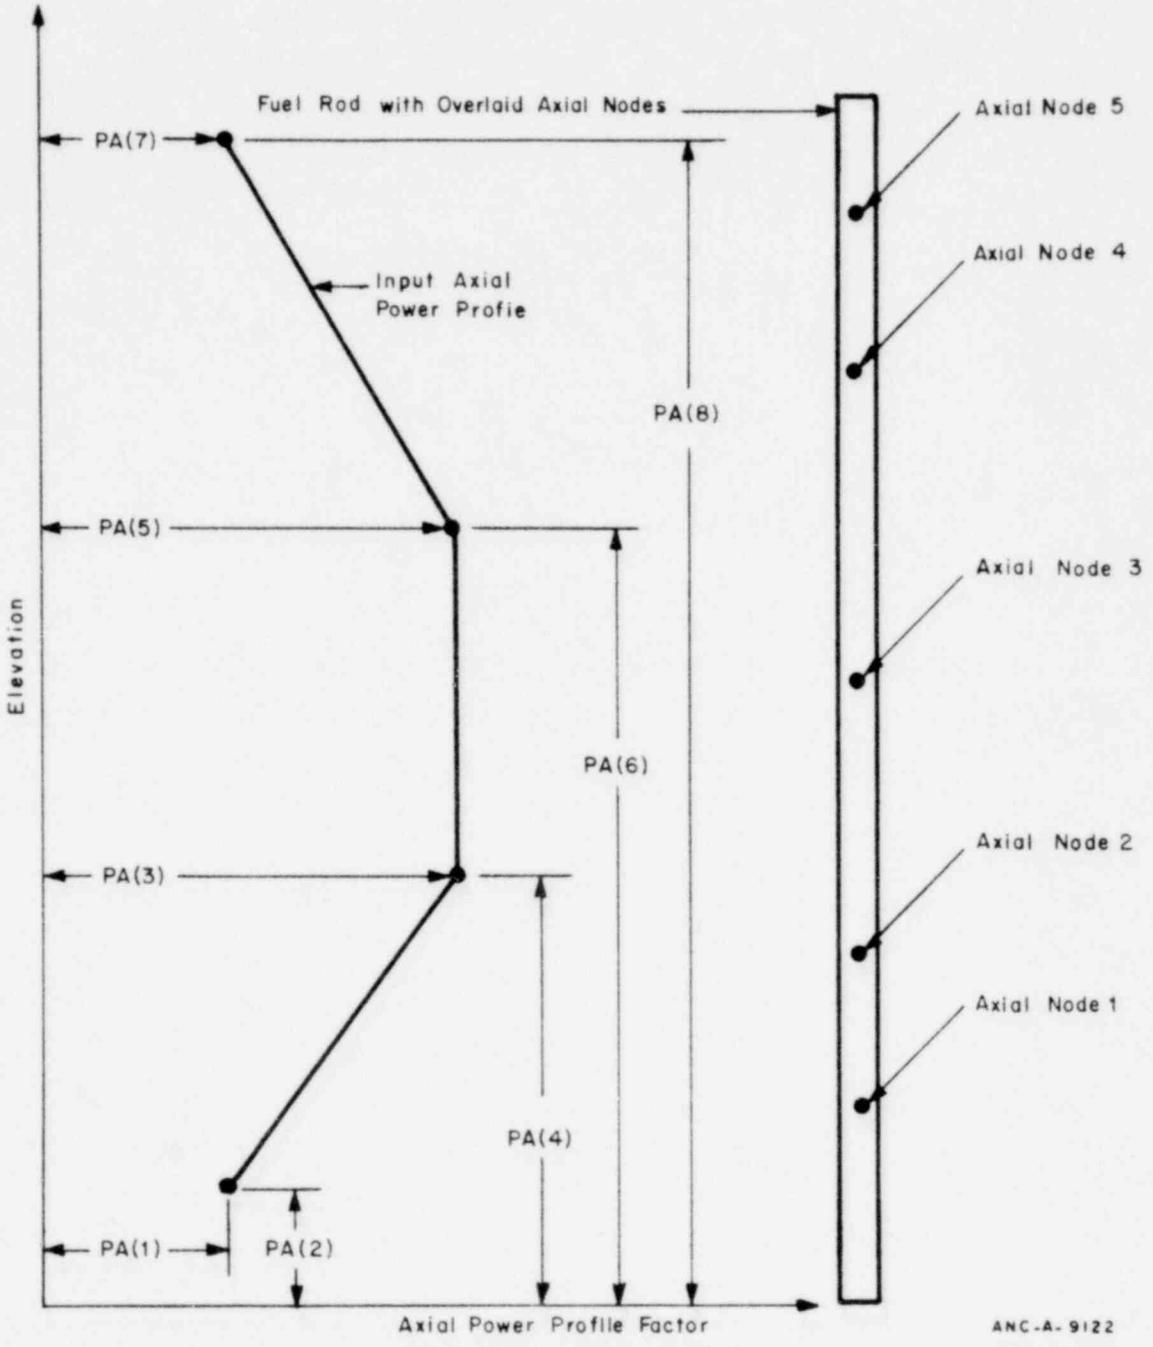 Fuel Rod with Overlaid Axial Nodes
Axial Node 5
PA(7)
Axial Node 4
Input Axial
Power Profie
PA(8)
PA(5)
Axial Node 3
Elevation
PA(6)
Axial Node 2
PA(3)
Axial Node 1
PA(4)
PA(1)
PA(2)
Axial Power Profile Factor
ANC-A-9122